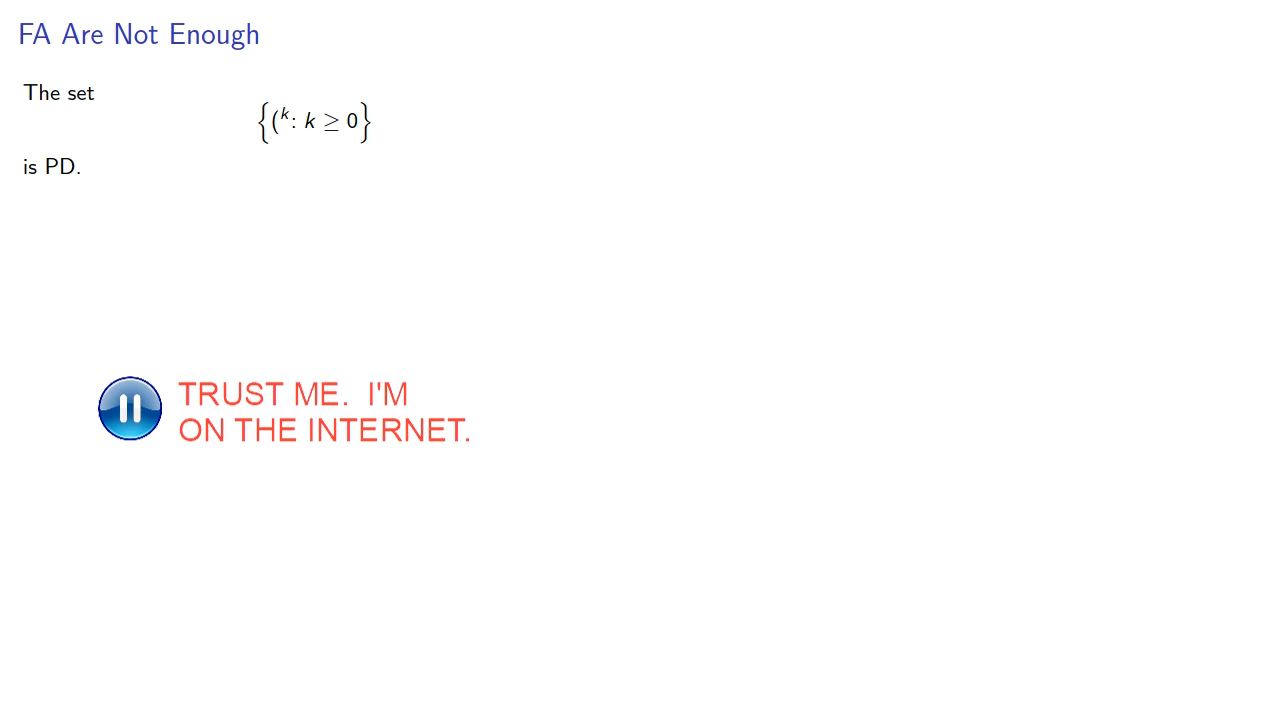 FA Are Not Enough
The set
{(ᵏ: k ≥ 0}
is PD.
TRUST ME. I'M
ON THE INTERNET.